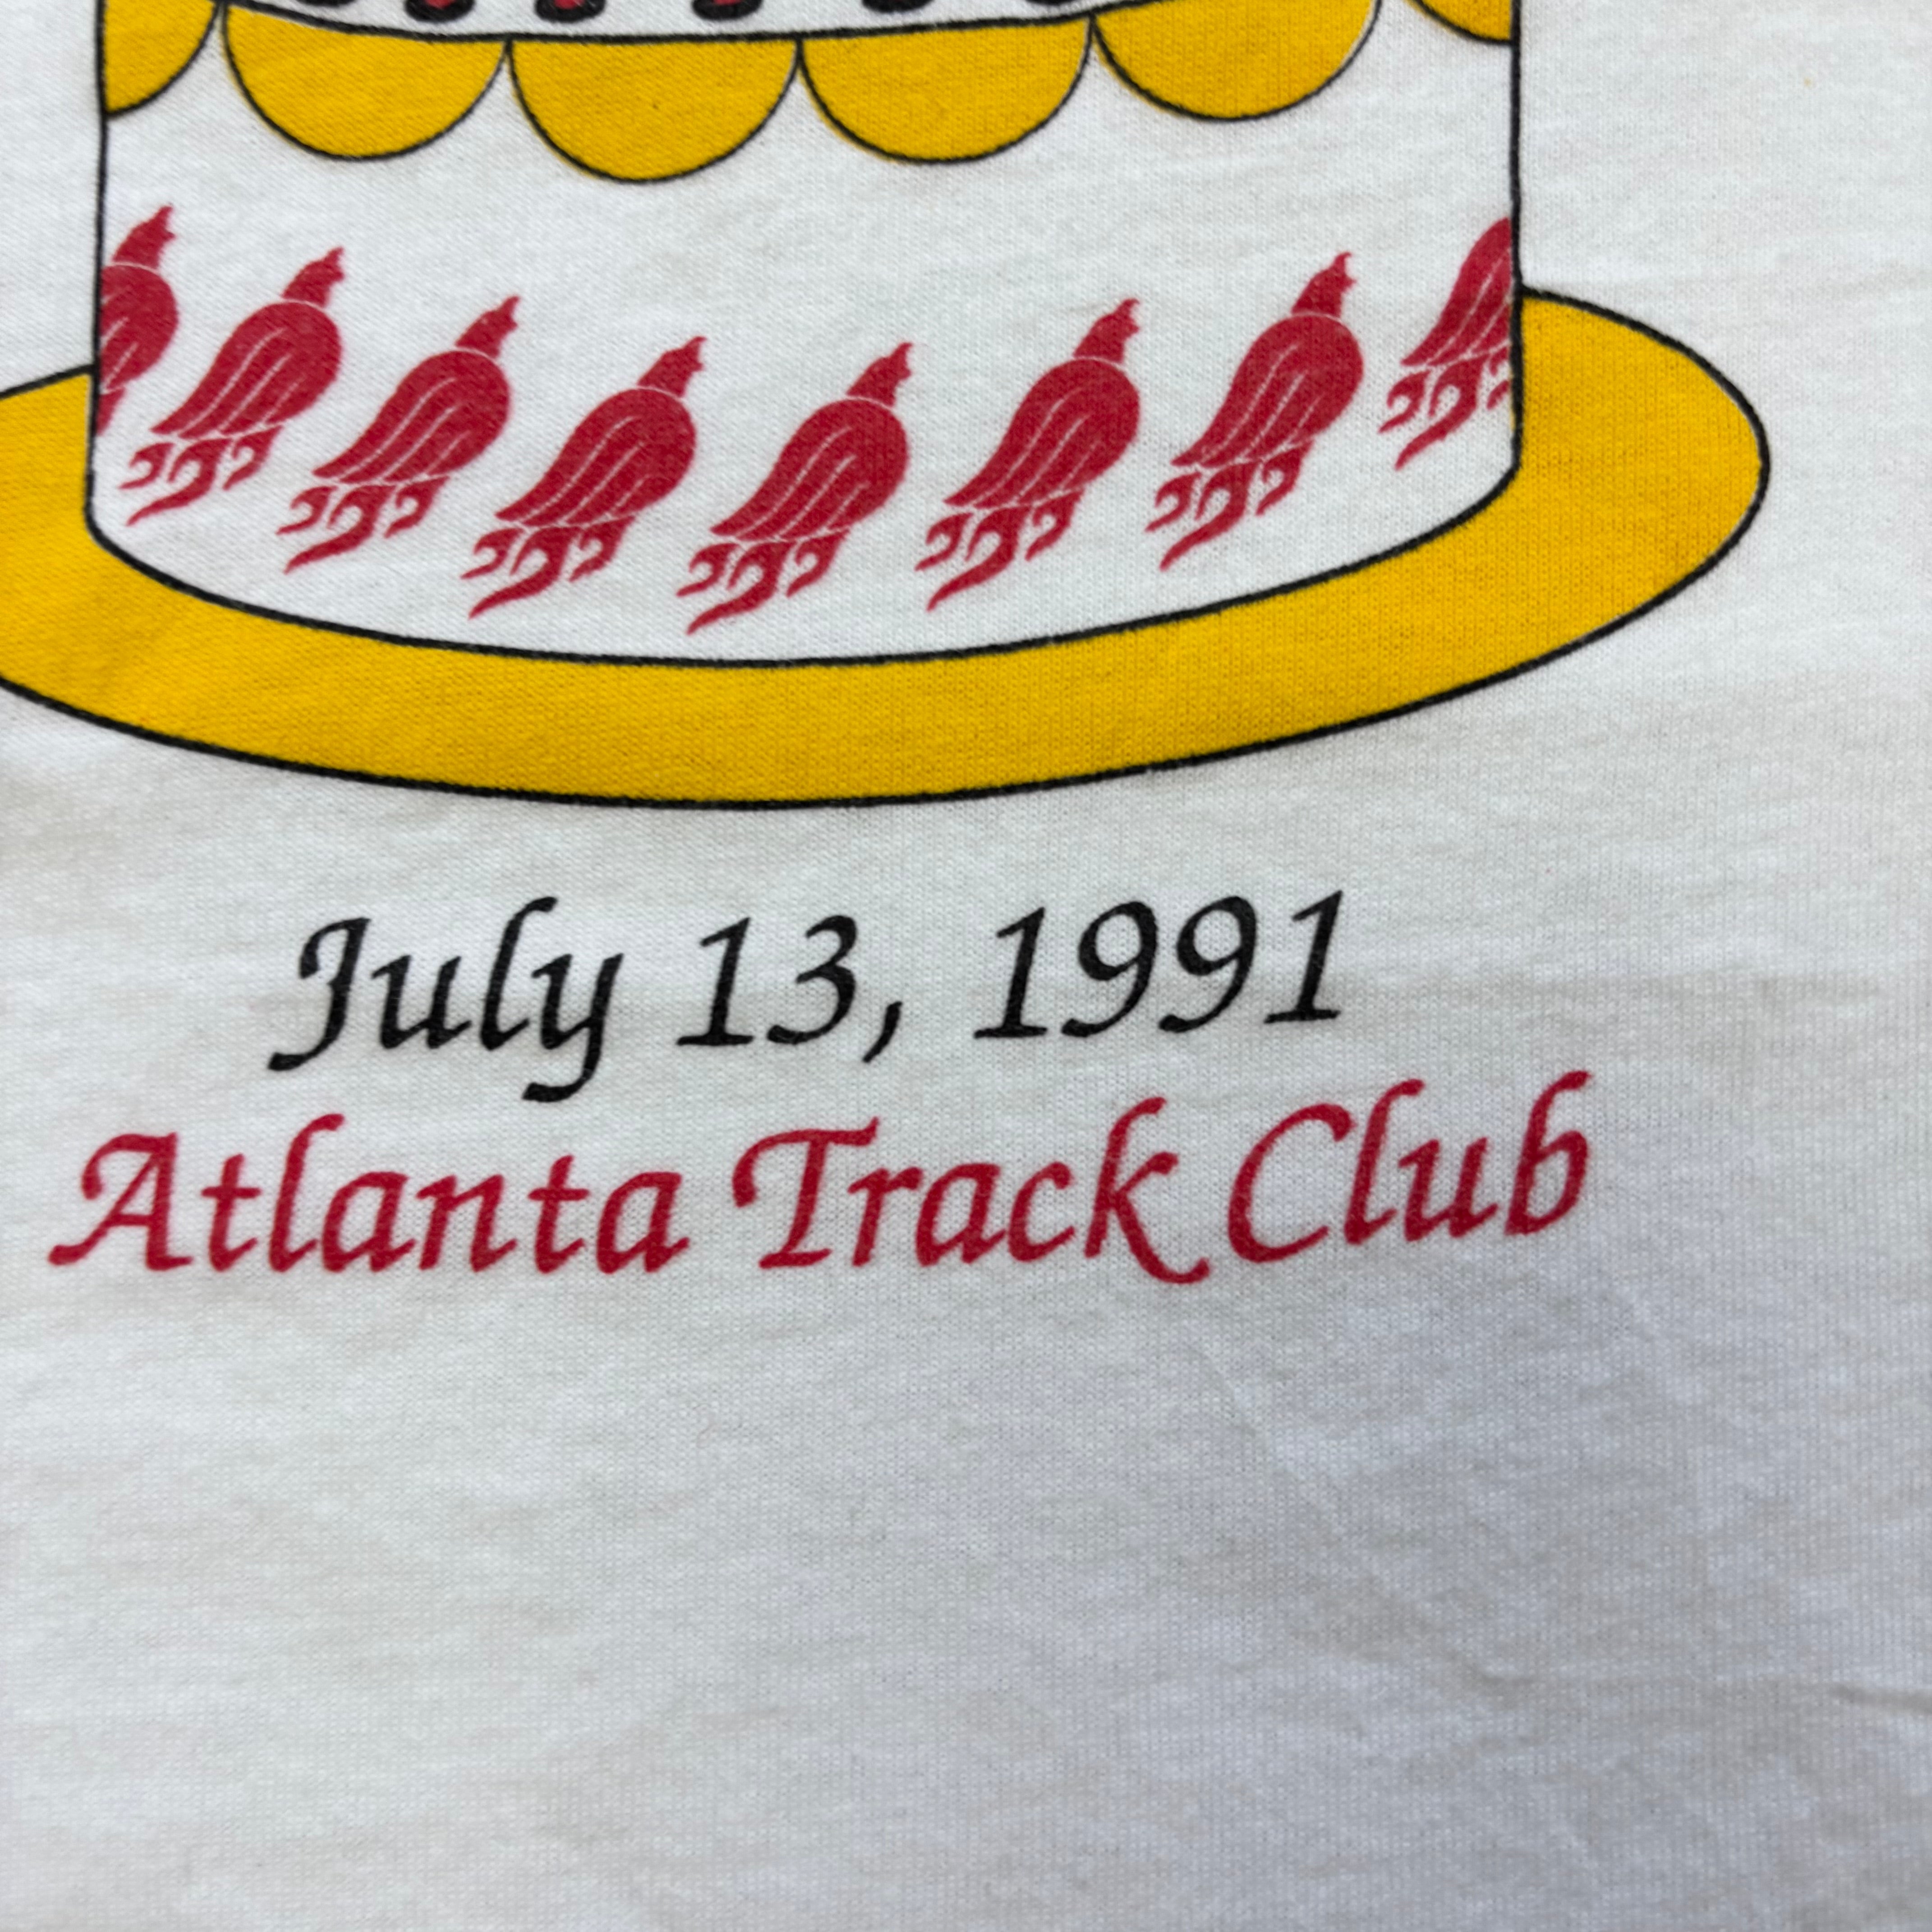 July 13, 1991
Atlanta Track Club